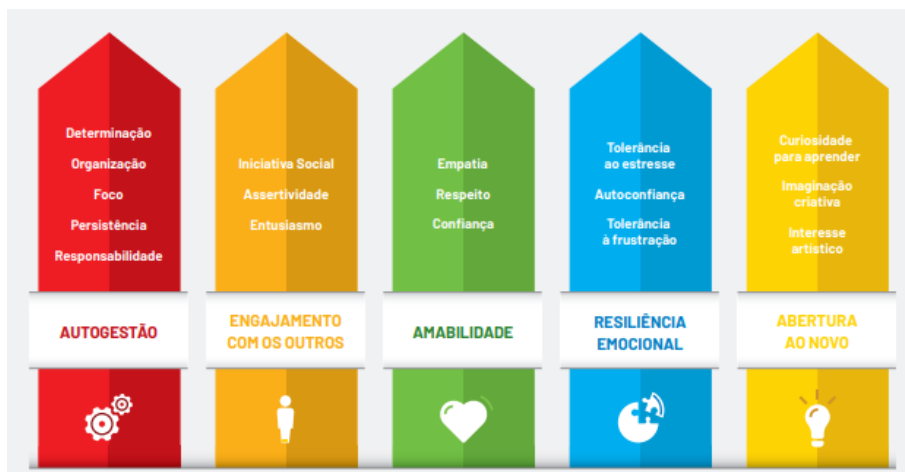 Determinação
Organização
Foco
Persistência
Responsabilidade
AUTOGESTÃO
Iniciativa Social
Assertividade
Entusiasmo
ENGAJAMENTO
COM OS OUTROS
Empatia
Respeito
Confiança
AMABILIDADE
Tolerância
ao estresse
Autoconfiança
Tolerância
à frustração
RESILIÊNCIA
EMOCIONAL
Curiosidade
para aprender
Imaginação
criativa
Interesse
artístico
ABERTURA
AO NOVO